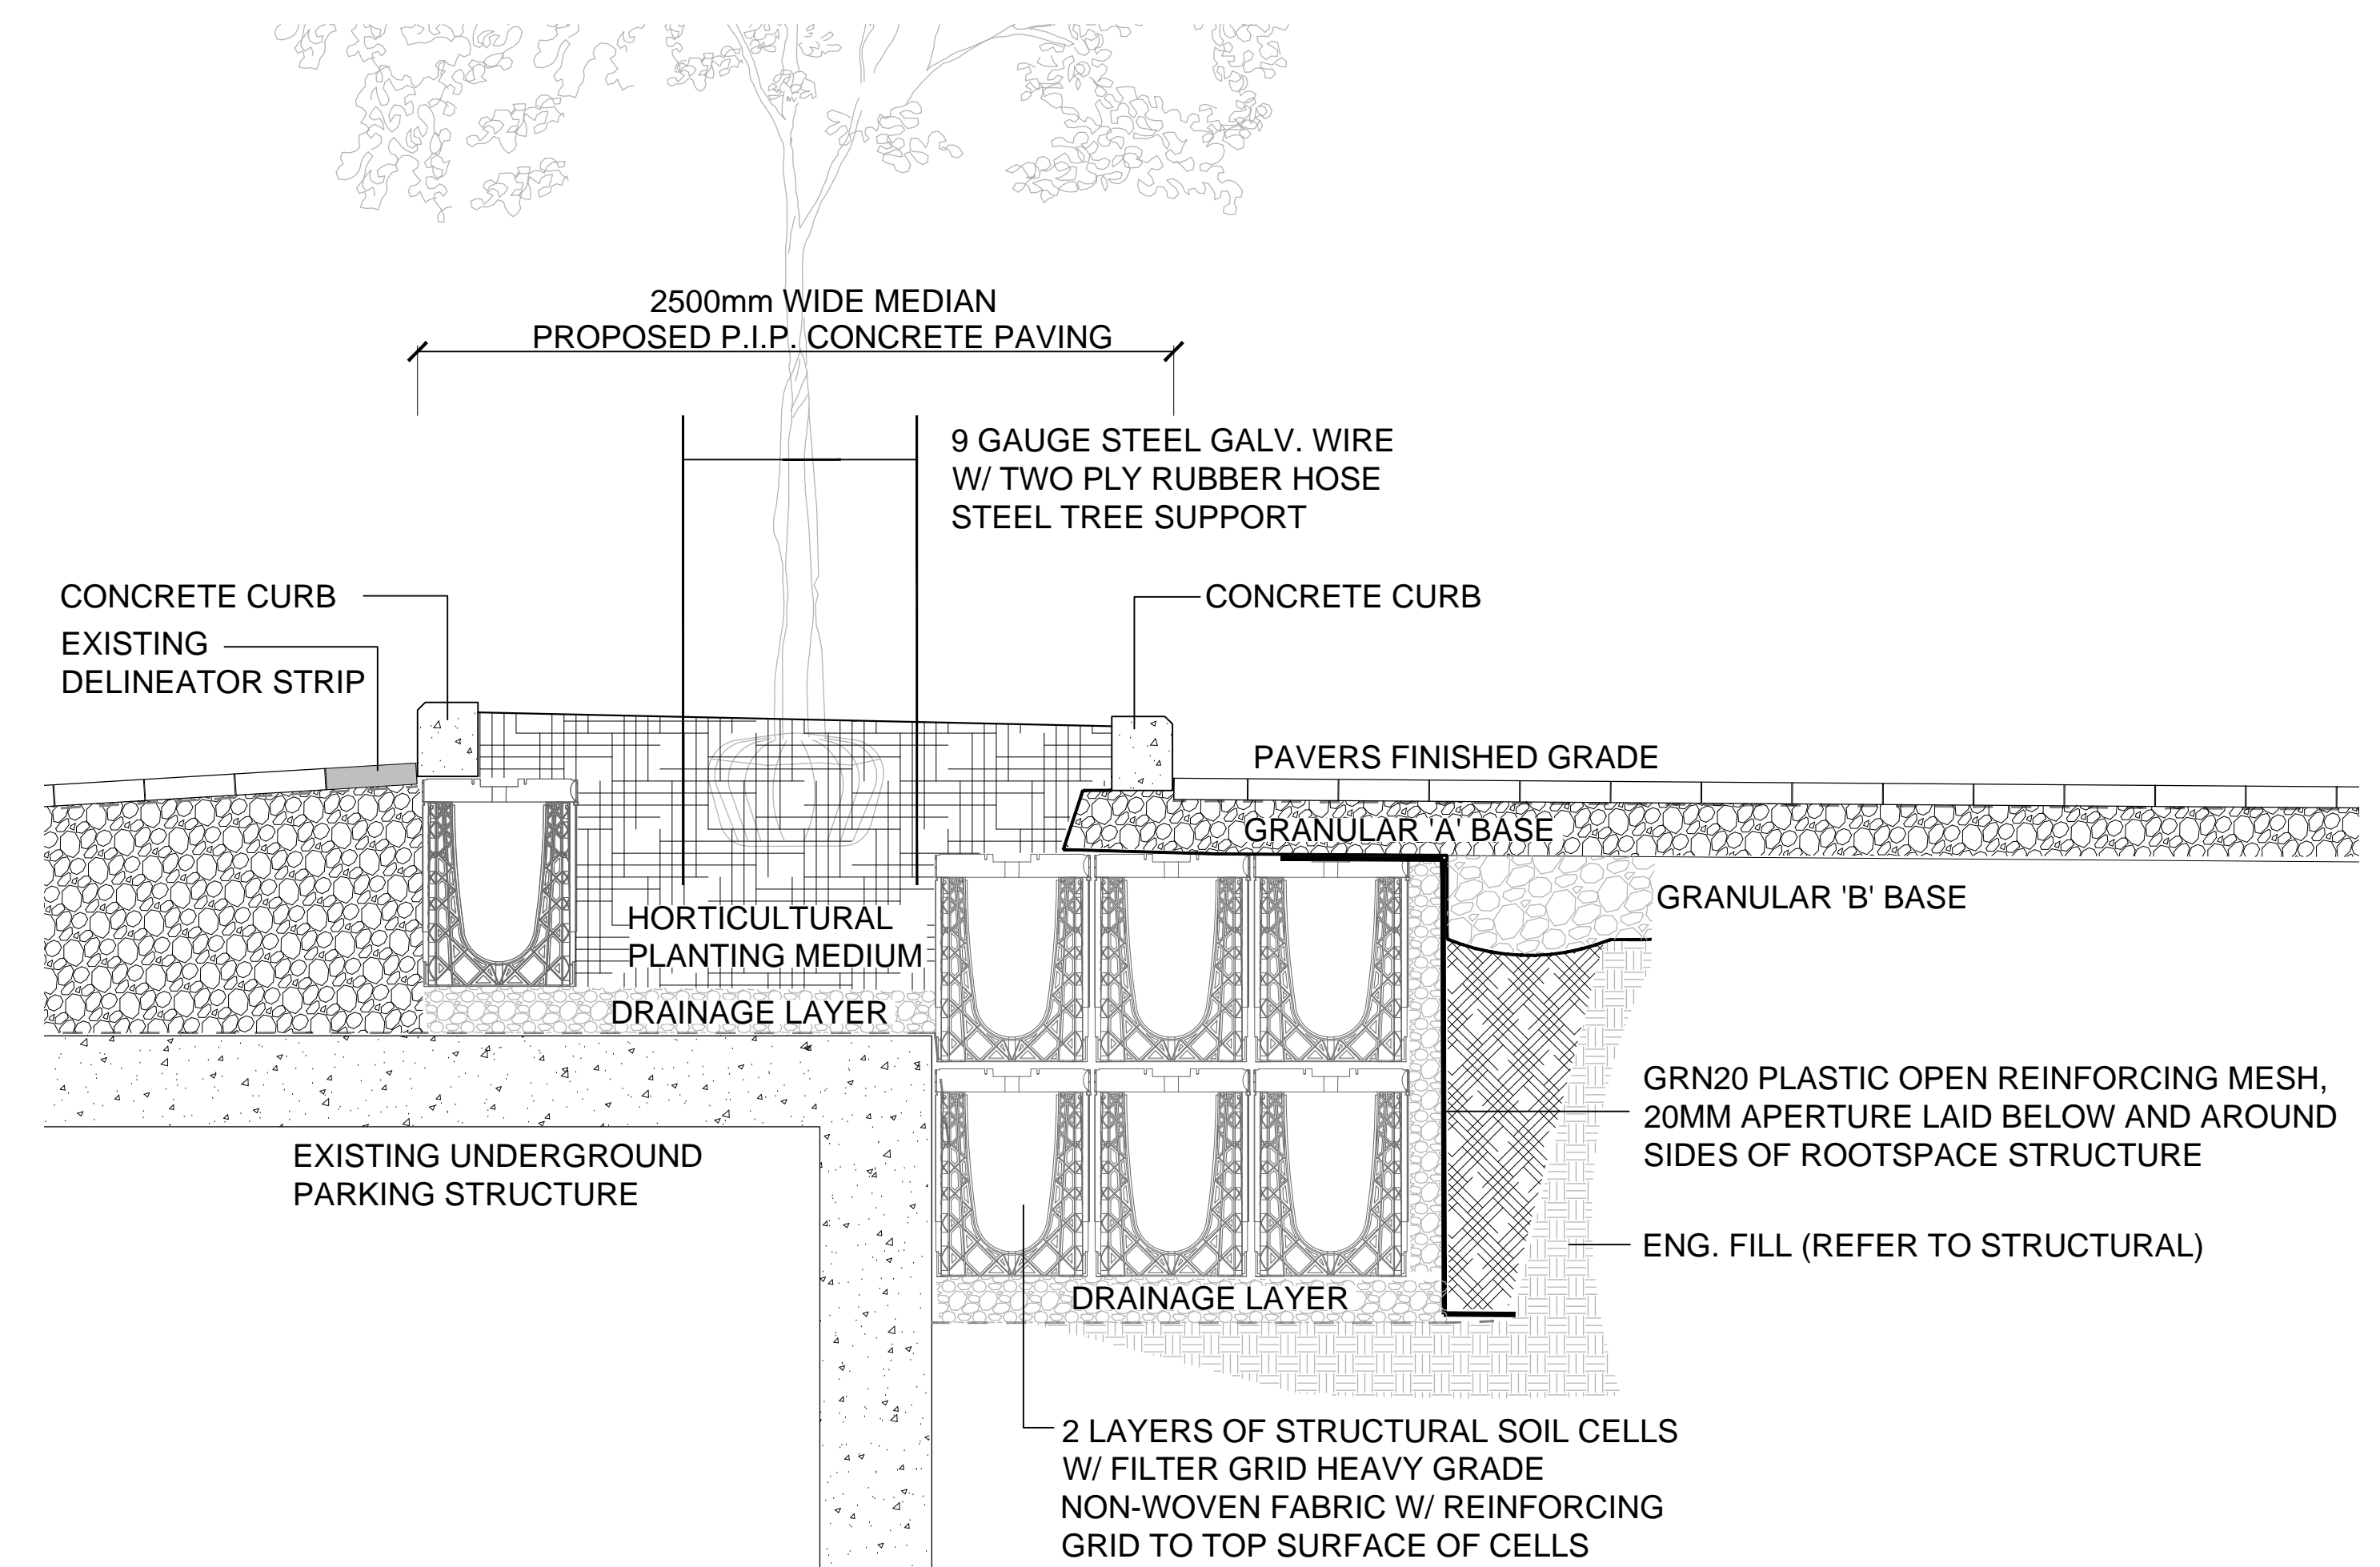 2500mm WIDE MEDIAN
PROPOSED P.I.P. CONCRETE PAVING
9 GAUGE STEEL GALV. WIRE
W/ TWO PLY RUBBER HOSE
STEEL TREE SUPPORT
CONCRETE CURB
EXISTING
DELINEATOR STRIP
CONCRETE CURB
PAVERS FINISHED GRADE
GRANULAR 'A' BASE
GRANULAR 'B' BASE
HORTICULTURAL
PLANTING MEDIUM
DRAINAGE LAYER
EXISTING UNDERGROUND
PARKING STRUCTURE
GRN20 PLASTIC OPEN REINFORCING MESH,
20MM APERTURE LAID BELOW AND AROUND
SIDES OF ROOTSPACE STRUCTURE
ENG. FILL (REFER TO STRUCTURAL)
DRAINAGE LAYER
2 LAYERS OF STRUCTURAL SOIL CELLS
W/ FILTER GRID HEAVY GRADE
NON-WOVEN FABRIC W/ REINFORCING
GRID TO TOP SURFACE OF CELLS